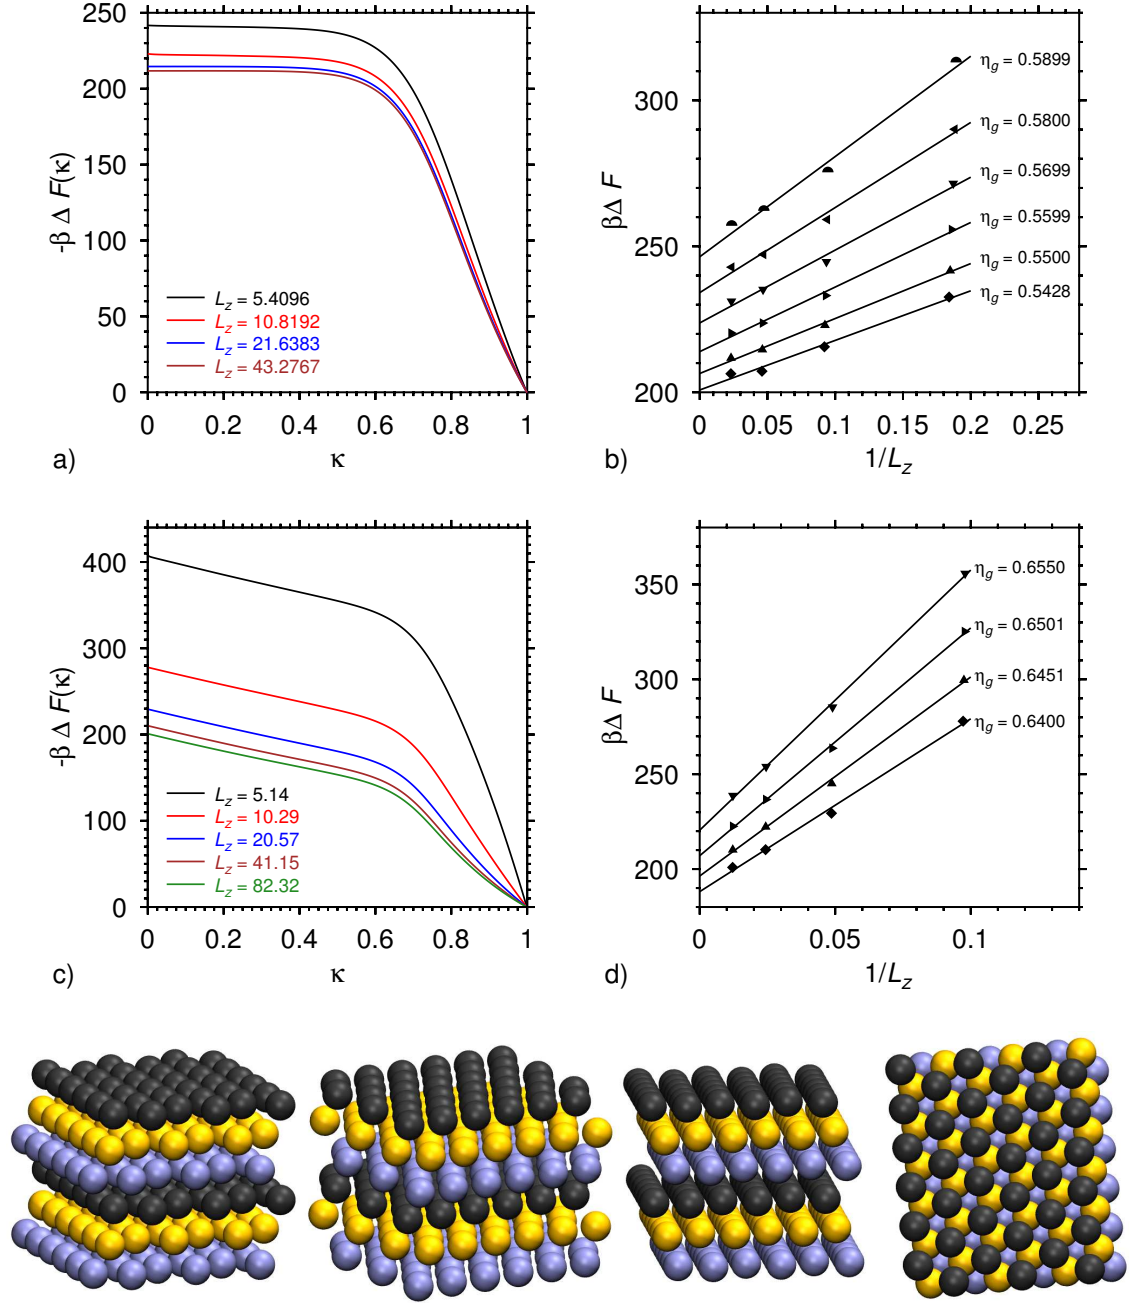 250
200
150
100
50
0
-β Δ F(κ)
L_z = 5.4096
L_z = 10.8192
L_z = 21.6383
L_z = 43.2767
0 0.2 0.4 0.6 0.8 1
κ
a)
300
250
200
βΔ F
η_g = 0.5899
η_g = 0.5800
η_g = 0.5699
η_g = 0.5599
η_g = 0.5500
η_g = 0.5428
0 0.05 0.1 0.15 0.2 0.25
1/L_z
b)
400
300
200
100
0
-β Δ F(κ)
L_z = 5.14
L_z = 10.29
L_z = 20.57
L_z = 41.15
L_z = 82.32
0 0.2 0.4 0.6 0.8 1
κ
c)
350
300
250
200
βΔ F
η_g = 0.6550
η_g = 0.6501
η_g = 0.6451
η_g = 0.6400
0 0.05 0.1
1/L_z
d)